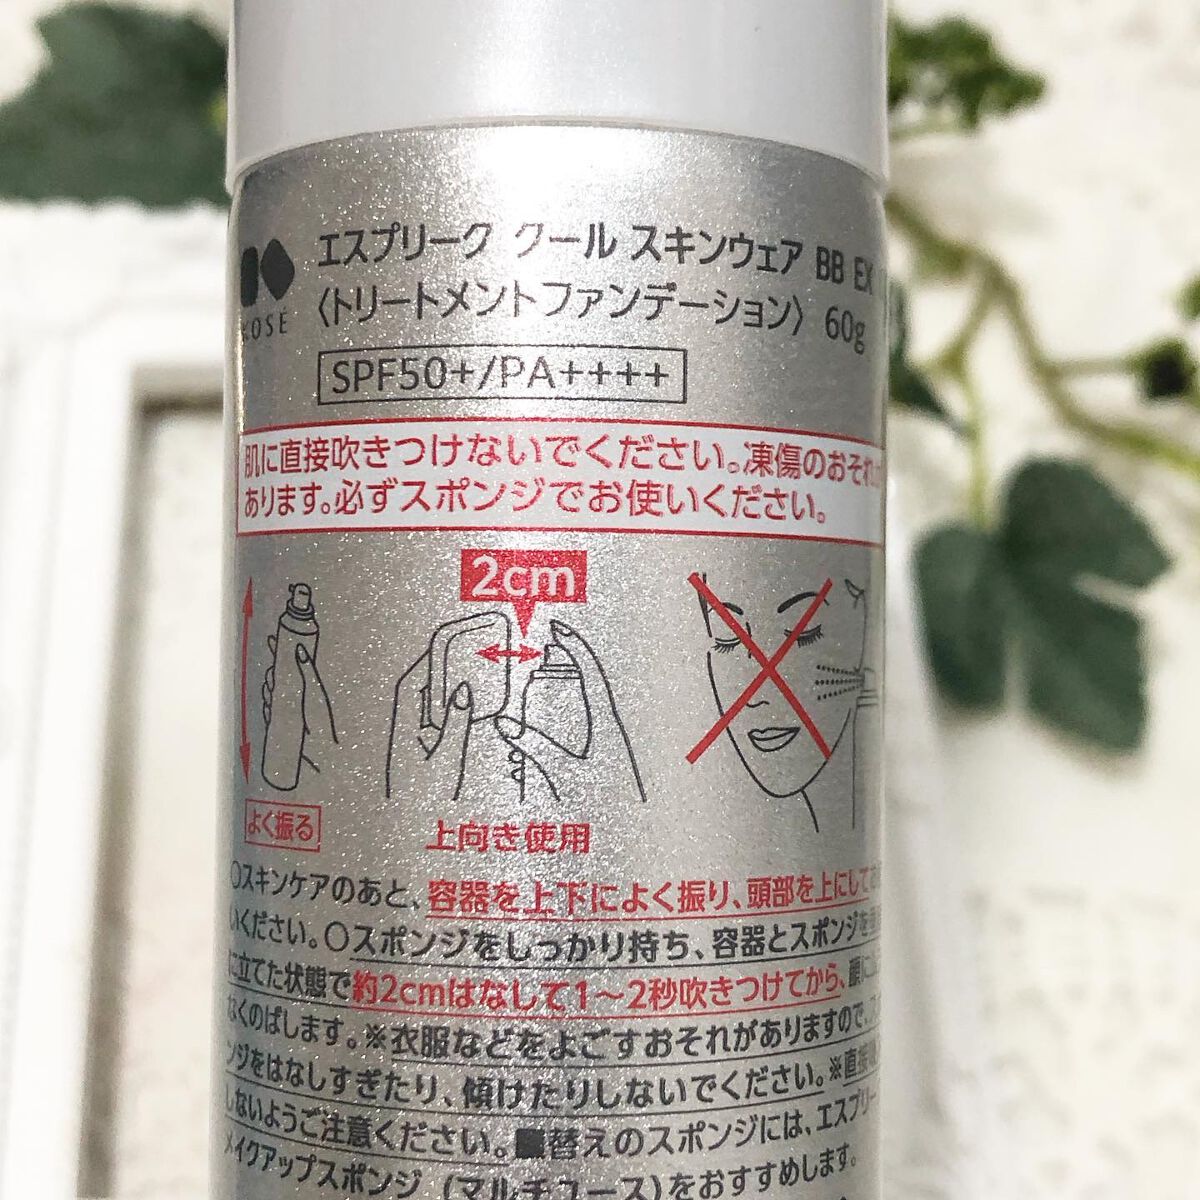 エスプリーク クール スキンウェア BB EX
KOSÉ
〈トリートメントファンデーション〉 60g
SPF50+/PA++++
肌に直接吹きつけないでください。凍傷のおそれが
あります。必ずスポンジでお使いください。
2cm
よく振る
上向き使用
○スキンケアのあと、容器を上下によく振り、頭部を上にして
いください。○スポンジをしっかり持ち、容器とスポンジを
に立てた状態で約2cmはなして1～2秒吹きつけてから、顔に
なくのばします。※衣服などをよごすおそれがありますので、
ンジをはなしすぎたり、傾けたりしないでください。※直接
しないようご注意ください。■替えのスポンジには、エスプリー
メイクアップスポンジ (マルチユース)をおすすめします。